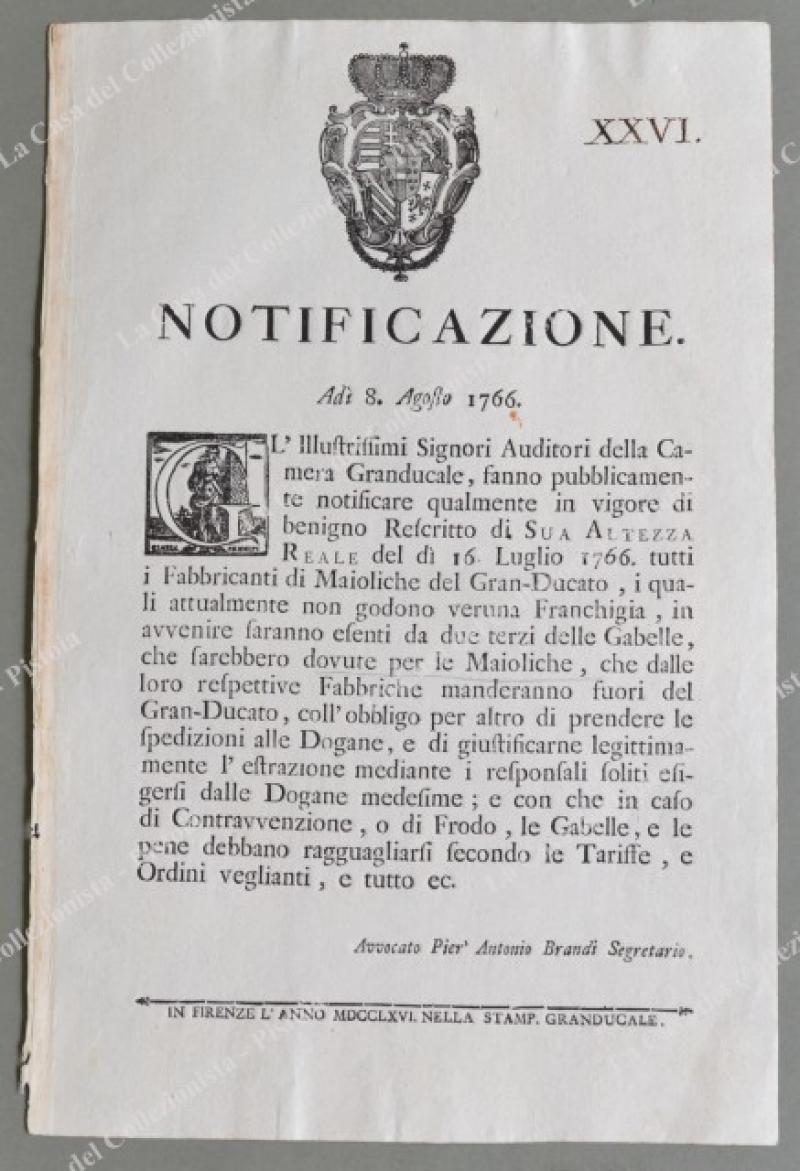 XXVI.
NOTIFICAZIONE.
Adì 8. Agoſto 1766.
GL' Illuſtriſſimi Signori Auditori della Ca-
mera Granducale, fanno pubblicamen-
te notificare qualmente in vigore di
benigno Reſcritto di SUA ALTEZZA
REALE del dì 16. Luglio 1766. tutti
i Fabbricanti di Maioliche del Gran-Ducato, i qua-
li attualmente non godono veruna Franchigia, in
avvenire ſaranno eſenti da due terzi delle Gabelle,
che ſarebbero dovute per le Maioliche, che dalle
loro reſpettive Fabbriche manderanno fuori del
Gran-Ducato, coll'obbligo per altro di prendere le
ſpedizioni alle Dogane, e di giuſtificarne legittima-
mente l' eſtrazione mediante i reſponſali ſoliti eſi-
gerſi dalle Dogane medeſime; e con che in caſo
di Contravvenzione, o di Frodo, le Gabelle, e le
pene debbano ragguagliarſi ſecondo le Tariffe, e
Ordini veglianti, e tutto ec.
Avvocato Pier' Antonio Brandi Segretario.
IN FIRENZE L'ANNO MDCCLXVI. NELLA STAMP. GRANDUCALE.
La Casa del Collezionista - Pistoia